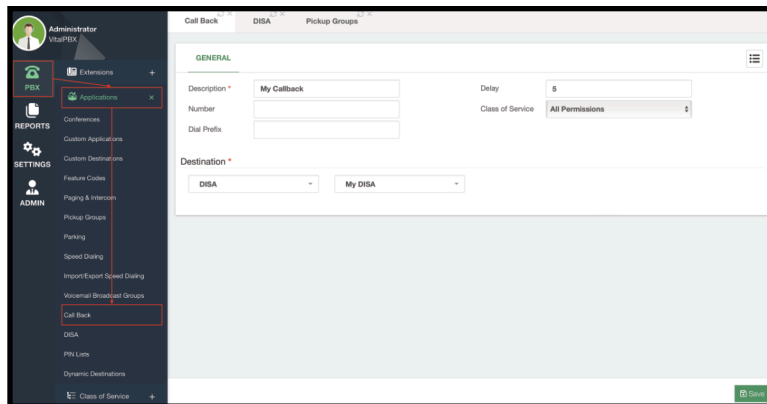 Administrator
VitalPBX
PBX
REPORTS
SETTINGS
ADMIN
Extensions +
Applications ×
Conferences
Custom Applications
Custom Destinations
Feature Codes
Paging & Intercom
Pickup Groups
Parking
Speed Dialing
Import/Export Speed Dialing
Voicemail Broadcast Groups
Call Back
DISA
PIN Lists
Dynamic Destinations
Class of Service +
Call Back DISA Pickup Groups
GENERAL
Description * My Callback Delay 5
Number Class of Service All Permissions
Dial Prefix
Destination *
DISA My DISA
Save